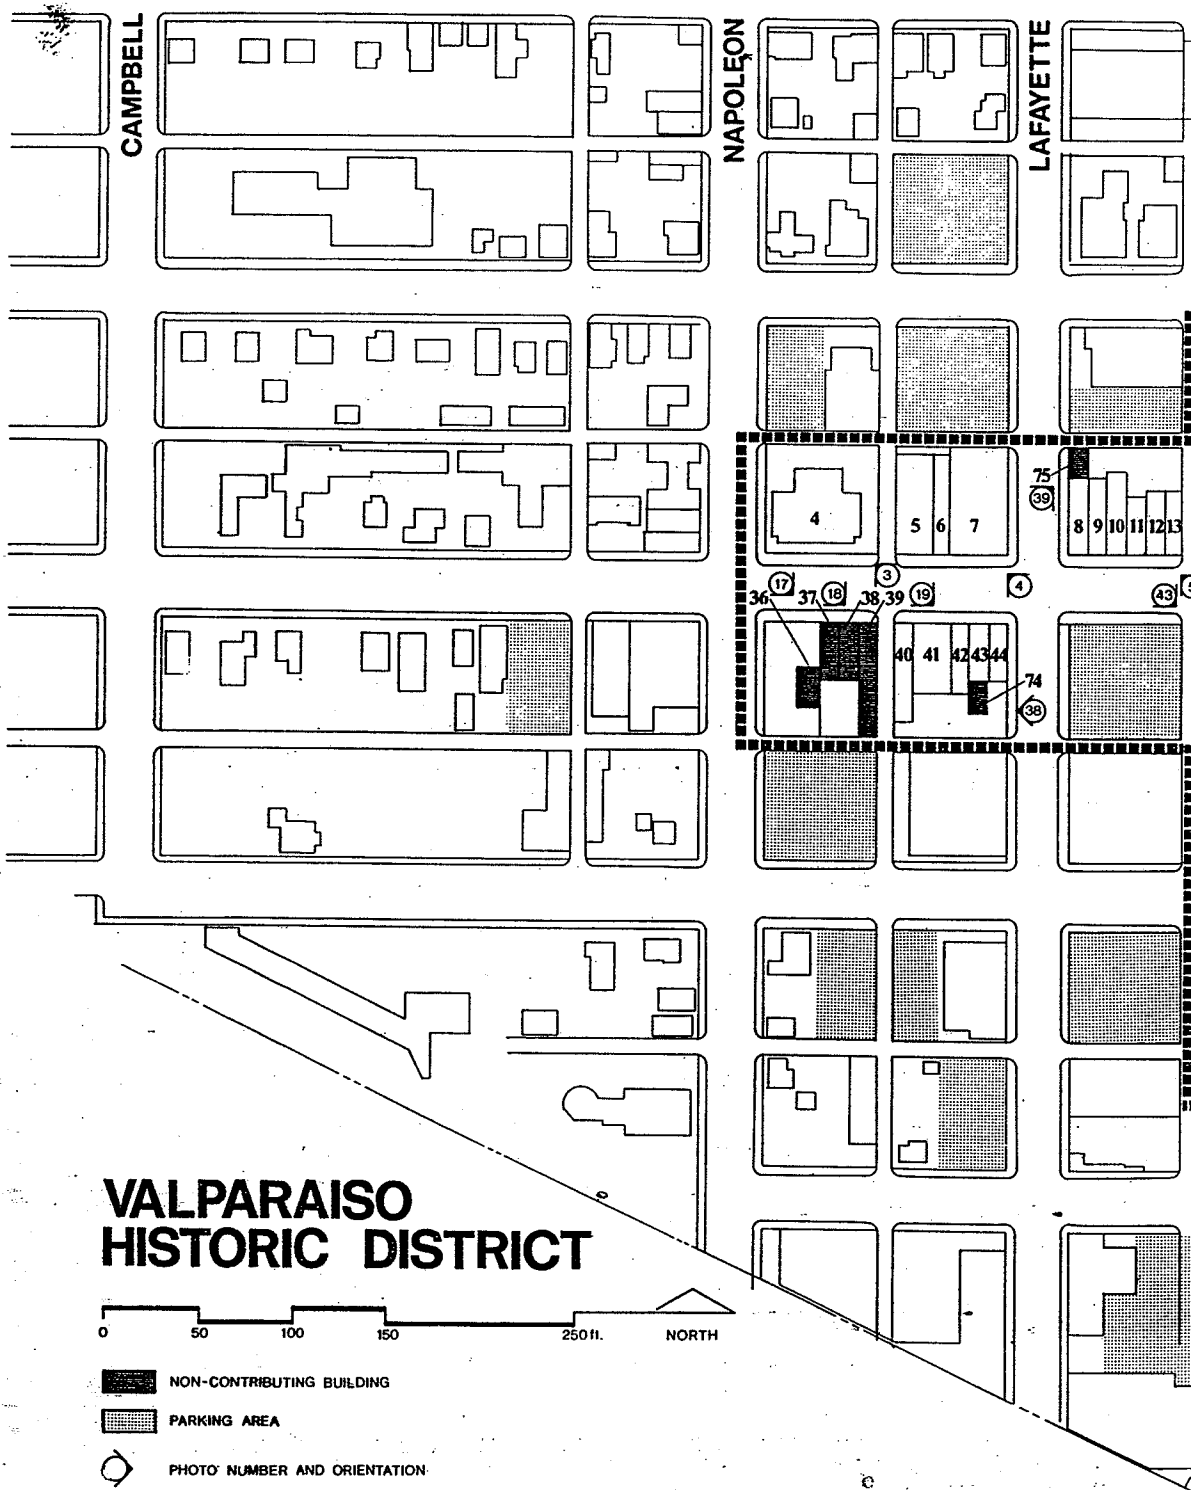 CAMPBELL
NAPOLEON
LAFAYETTE
75
39
4
5 6 7
8 9 10 11 12 13
3
4
43
17
18
19
36 37 38 39
40 41 42 43 44
74
38
VALPARAISO
HISTORIC DISTRICT
0 50 100 150 250 ft. NORTH
NON-CONTRIBUTING BUILDING
PARKING AREA
PHOTO NUMBER AND ORIENTATION